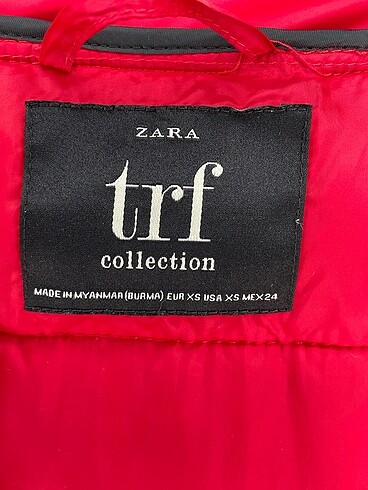 ZARA
trf
collection
MADE IN MYANMAR (BURMA) EUR XS USA XS MEX 24